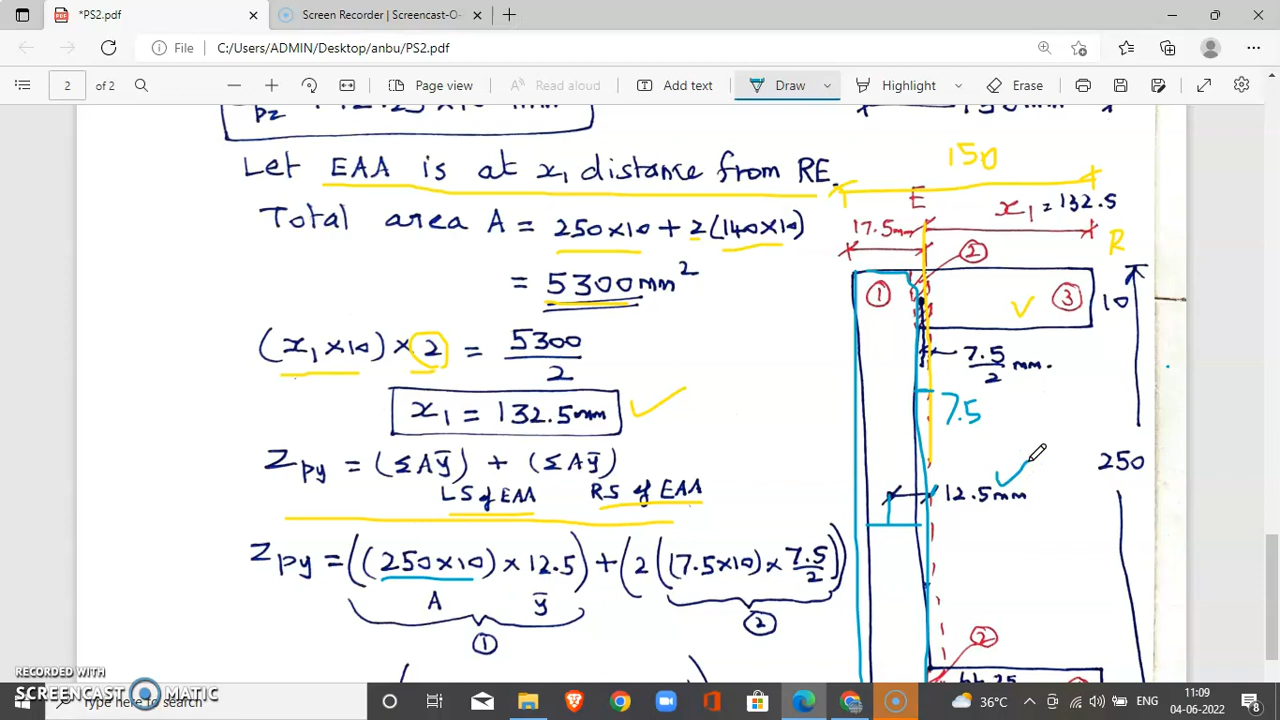 *PS2.pdf
Screen Recorder | Screencast-O-
File C:/Users/ADMIN/Desktop/anbu/PS2.pdf
2 of 2
Page view
Read aloud
Add text
Draw
Highlight
Erase
pz
Let EAA is at x₁ distance from RE.
Total area A = 250×10 + 2(140×10)
= 5300mm²
(x₁×10)×2 = 5300/2
x₁ = 132.5mm
Zpy = (ΣAȳ) + (ΣAȳ)
LS of EAA RS of EAA
Zpy = ((250×10)×12.5) + (2((17.5×10)×7.5/2))
A ȳ
① ②
150
E
x₁ = 132.5
17.5mm
R
②
① ③ 10
7.5/2 mm.
7.5
250
12.5mm
②
RECORDED WITH
SCREENCAST MATIC
Type here to search
36°C
ENG
11:09
04-06-2022
8